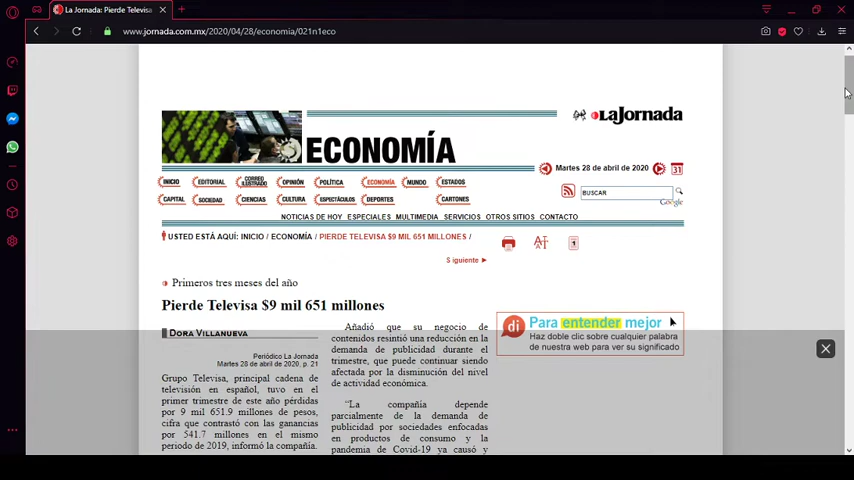 La Jornada: Pierde Televisa
www.jornada.com.mx/2020/04/28/economia/021n1eco
La Jornada
ECONOMÍA
Martes 28 de abril de 2020
31
INICIO EDITORIAL CORREO ILUSTRADO OPINIÓN POLÍTICA ECONOMÍA MUNDO ESTADOS
CAPITAL SOCIEDAD CIENCIAS CULTURA ESPECTÁCULOS DEPORTES CARTONES
BUSCAR
Google
NOTICIAS DE HOY ESPECIALES MULTIMEDIA SERVICIOS OTROS SITIOS CONTACTO
USTED ESTÁ AQUÍ: INICIO / ECONOMÍA / PIERDE TELEVISA $9 MIL 651 MILLONES /
Siguiente
Primeros tres meses del año
Pierde Televisa $9 mil 651 millones
DORA VILLANUEVA
Periódico La Jornada
Martes 28 de abril de 2020, p. 21
Grupo Televisa, principal cadena de
televisión en español, tuvo en el
primer trimestre de este año pérdidas
por 9 mil 651.9 millones de pesos,
cifra que contrastó con las ganancias
por 541.7 millones en el mismo
periodo de 2019, informó la compañía.
Añadió que su negocio de
contenidos resintió una reducción en la
demanda de publicidad durante el
trimestre, que puede continuar siendo
afectada por la disminución del nivel
de actividad económica.
“La compañía depende
parcialmente de la demanda de
publicidad por sociedades enfocadas
en productos de consumo y la
pandemia de Covid-19 ya causó y
di
Para entender mejor
Haz doble clic sobre cualquier palabra
de nuestra web para ver su significado